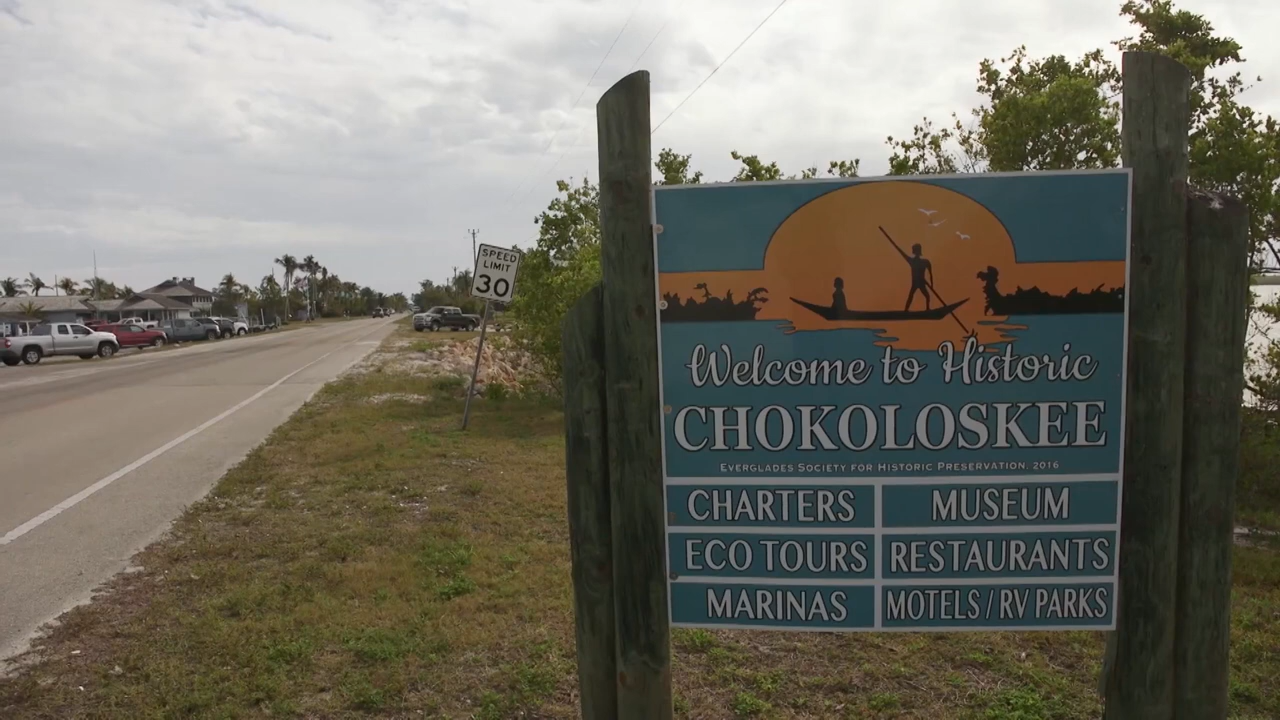 SPEED
LIMIT
30
Welcome to Historic
CHOKOLOSKEE
EVERGLADES SOCIETY FOR HISTORIC PRESERVATION, 2016
CHARTERS
MUSEUM
ECO TOURS
RESTAURANTS
MARINAS
MOTELS / RV PARKS